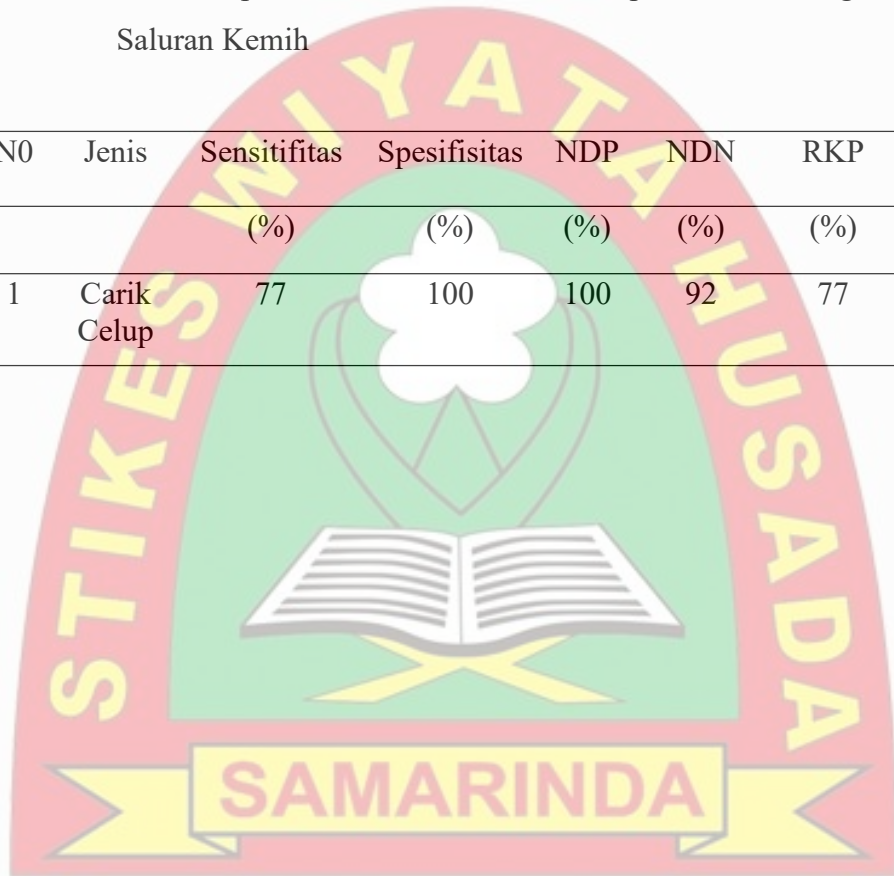 Saluran Kemih
N0 Jenis Sensitifitas Spesifisitas NDP NDN RKP
(%) (%) (%) (%) (%)
1 Carik 77 100 100 92 77
Celup
STIKES WIYATA HUSADA
SAMARINDA